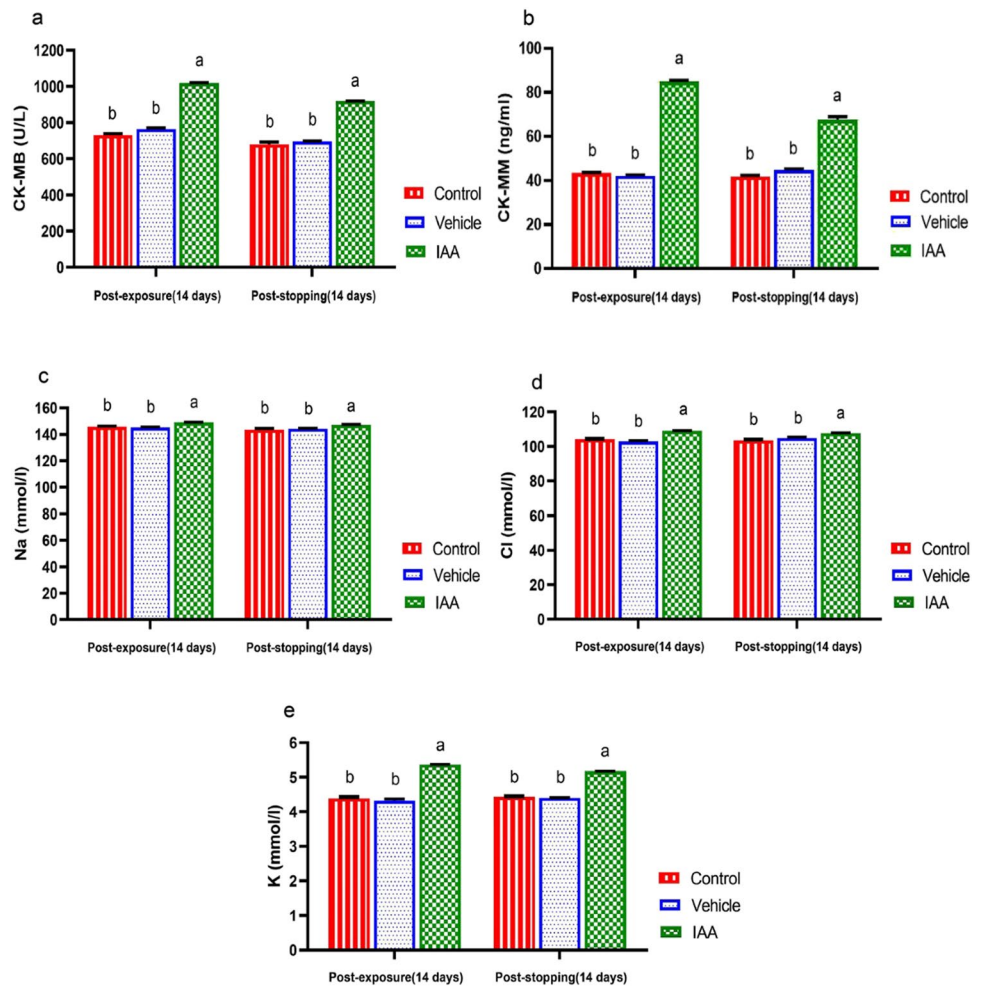 a
CK-MB (U/L)
1200
1000
800
600
400
200
0
b b a
b b a
Post-exposure(14 days) Post-stopping(14 days)
Control
Vehicle
IAA
b
CK-MM (ng/ml)
100
80
60
40
20
0
b b a
b b a
Post-exposure(14 days) Post-stopping(14 days)
Control
Vehicle
IAA
c
Na (mmol/l)
160
140
120
100
80
60
40
20
0
b b a
b b a
Post-exposure(14 days) Post-stopping(14 days)
Control
Vehicle
IAA
d
Cl (mmol/l)
120
100
80
60
40
20
0
b b a
b b a
Post-exposure(14 days) Post-stopping(14 days)
Control
Vehicle
IAA
e
K (mmol/l)
6
5
4
3
2
1
0
b b a
b b a
Post-exposure(14 days) Post-stopping(14 days)
Control
Vehicle
IAA